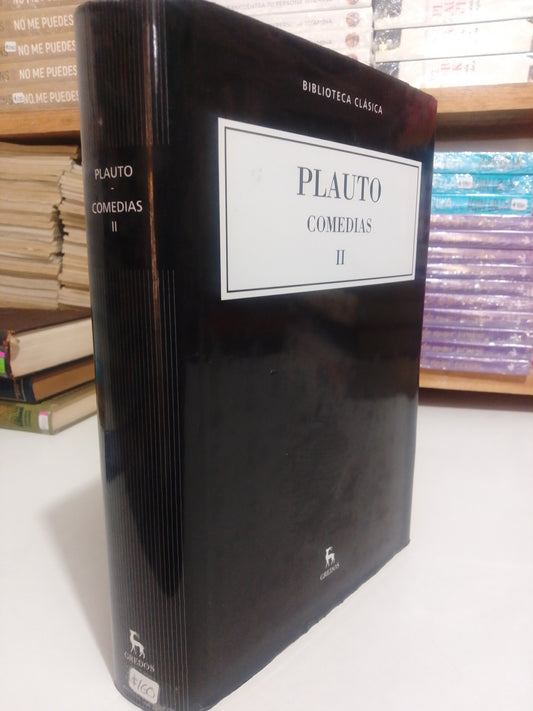 NO ME PUEDES
NO ME PUEDES
NO ME PUEDES
NO ME PUEDES
BIBLIOTECA CLÁSICA
PLAUTO
COMEDIAS
II
GREDOS
PLAUTO
-
COMEDIAS
II
GREDOS
$160